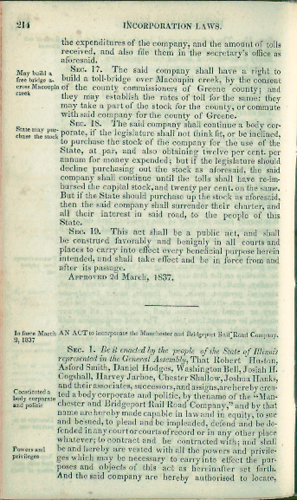 214 INCORPORATION LAWS.
the expenditures of the company, and the amount of tolls
received, and also file them in the secretary's office as
aforesaid.
May build a
free bridge a-
cross Macoupin
creek
SEC. 17. The said company shall have a right to
build a toll-bridge over Macoupin creek, by the consent
of the county commissioners of Greene county; and
they may establish the rates of toll for the same; they
may take a part of the stock for the county, or commute
with said company for the county of Greene.
State may pur-
chase the stock
SEC. 18. The said company shall continue a body cor-
porate, if the legislature shall not think fit, or be inclined,
to purchase the stock of the company for the use of the
State, at par, and also obtaining twelve per cent. per
annum for money expended; but if the legislature should
decline purchasing out the stock as aforesaid, the said
company shall continue until the tolls shall have re-im-
bursed the capital stock, and twenty per cent. on the same.
But if the State should purchase up the stock as aforesaid,
then the said company shall surrender their charter, and
all their interest in said road, to the people of this
State.
SEC. 19. This act shall be a public act, and shall
be construed favorably and benignly in all courts and
places to carry into effect every beneficial purpose herein
intended, and shall take effect and be in force from and
after its passage.
APPROVED 2d March, 1837.
In force March
2, 1837
AN ACT to incorporate the Manchester and Bridgeport Rail Road Company.
SEC. 1. Be it enacted by the people of the State of Illinois
represented in the General Assembly, That Robert Huston,
Axford Smith, Daniel Hodges, Washington Bell, Josiah H.
Cogshall, Harvey Jarboe, Chester Shallow, Joshua Hanks,
and their associates, successors, and assigns, are hereby crea-
Constituted a
body corporate
and politic
ted a body corporate and politic, by the name of the "Man-
chester and Bridgeport Rail Road Company," and by that
name are hereby made capable in law and in equity, to sue
and be sued, to plead and be impleaded, defend and be de-
fended in any court or courts of record or in any other place
whatever; to contract and be contracted with; and shall
Powers and
privileges
be and hereby are vested with all the powers and privile-
ges which may be necessary to carry into effect the pur-
poses and objects of this act as hereinafter set forth.
And the said company are hereby authorised to locate,